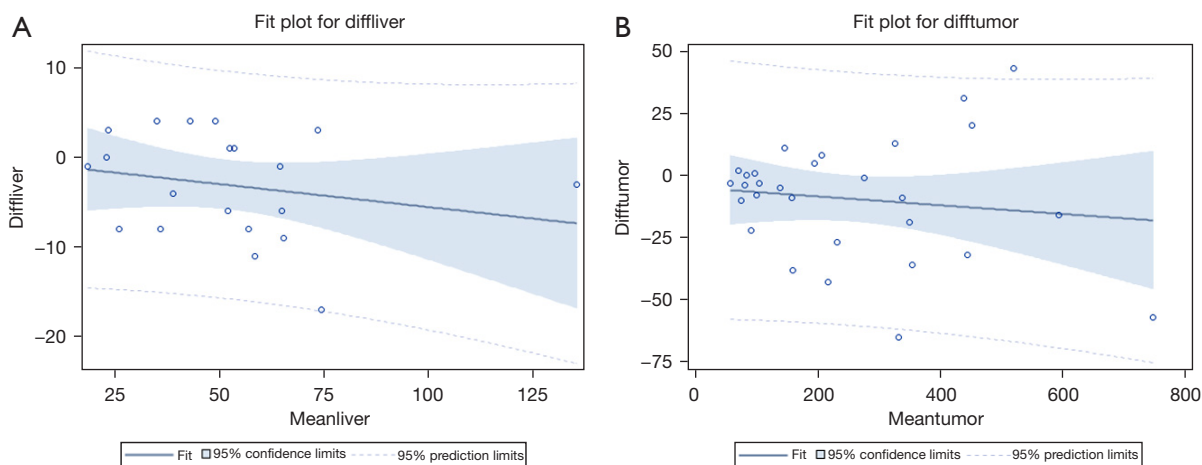 A
Fit plot for diffliver
10
0
−10
−20
Diffliver
25 50 75 100 125
Meanliver
Fit 95% confidence limits 95% prediction limits
B
Fit plot for difftumor
50
25
0
−25
−50
−75
Difftumor
0 200 400 600 800
Meantumor
Fit 95% confidence limits 95% prediction limits